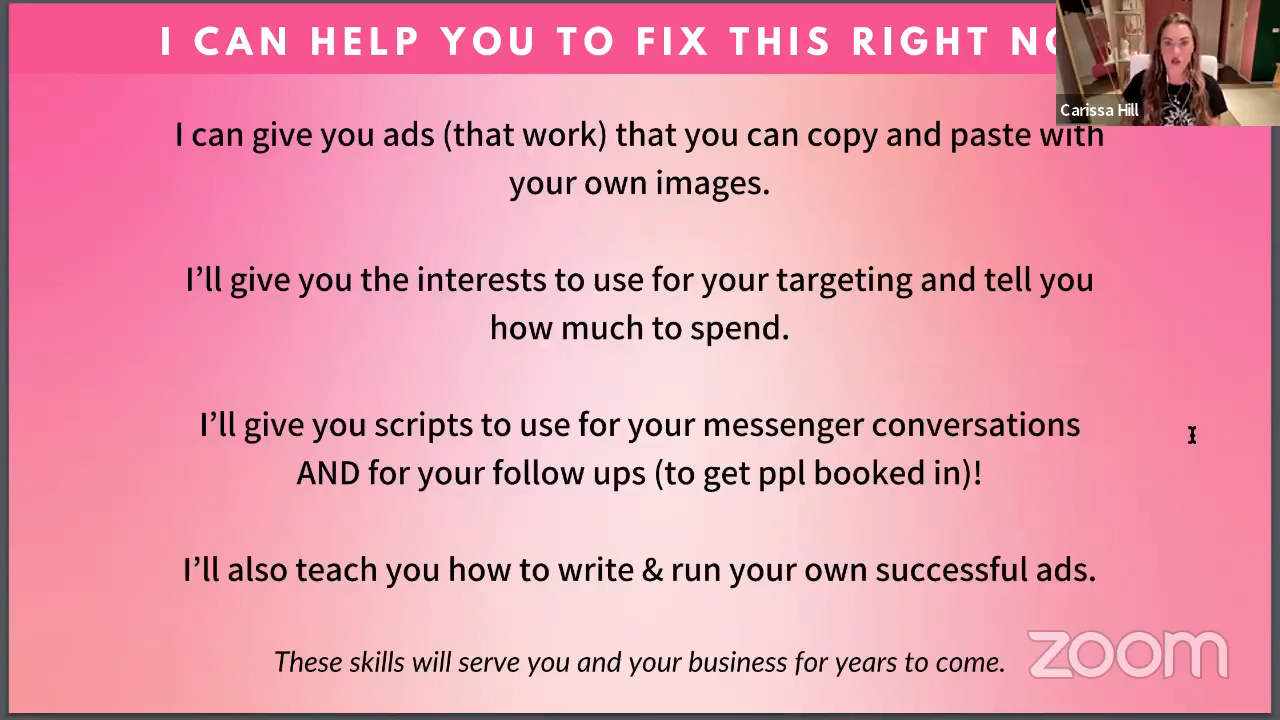 I CAN HELP YOU TO FIX THIS RIGHT
Carissa Hill
I can give you ads (that work) that you can copy and paste with
your own images.
I’ll give you the interests to use for your targeting and tell you
how much to spend.
I’ll give you scripts to use for your messenger conversations
AND for your follow ups (to get ppl booked in)!
I’ll also teach you how to write & run your own successful ads.
These skills will serve you and your business for years to come.
zoom